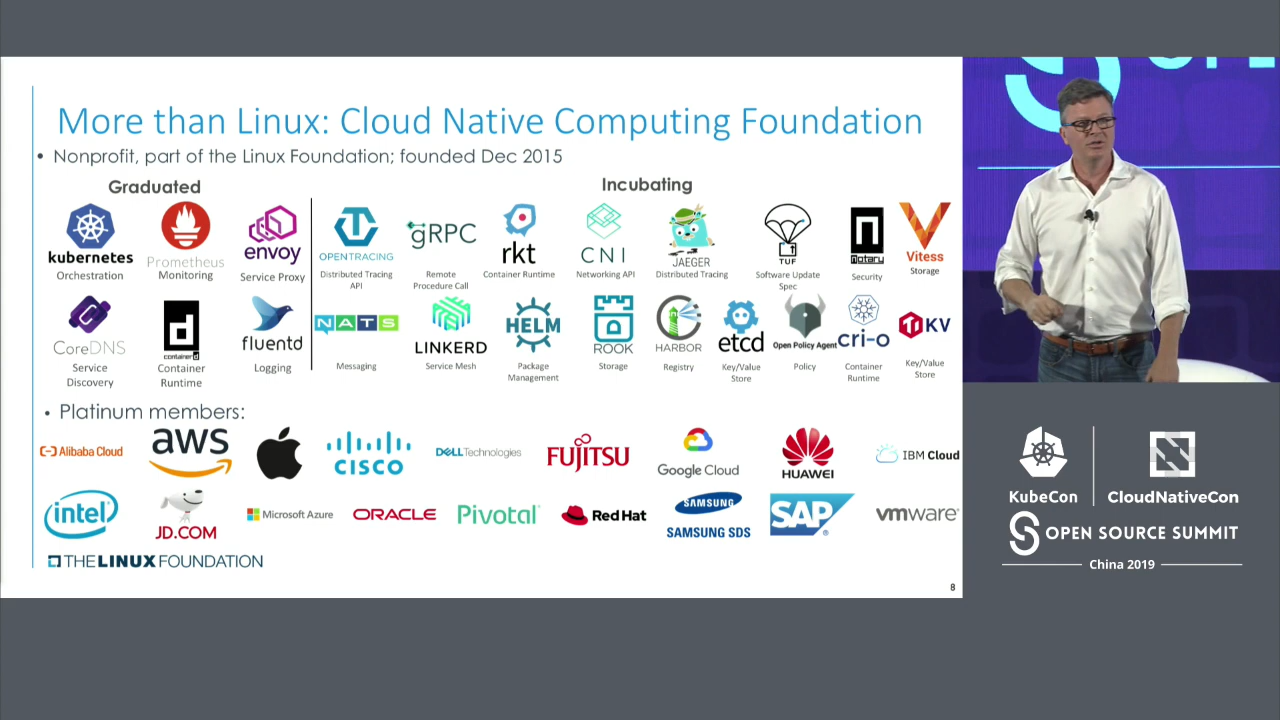 More than Linux: Cloud Native Computing Foundation
• Nonprofit, part of the Linux Foundation; founded Dec 2015
Graduated
Incubating
kubernetes
Orchestration
Prometheus
Monitoring
envoy
Service Proxy
OPENTRACING
Distributed Tracing
API
gRPC
Remote
Procedure Call
rkt
Container Runtime
CNI
Networking API
JAEGER
Distributed Tracing
TUF
Software Update
Spec
n
Notary
Security
Vitess
Storage
CoreDNS
Service
Discovery
d
containerd
Container
Runtime
fluentd
Logging
NATS
Messaging
LINKERD
Service Mesh
HELM
Package
Management
ROOK
Storage
HARBOR
Registry
etcd
Key/Value
Store
Open Policy Agent
Policy
cri-o
Container
Runtime
TiKV
Key/Value
Store
• Platinum members:
Alibaba Cloud
aws
CISCO
DELLTechnologies
FUJITSU
Google Cloud
HUAWEI
IBM Cloud
intel
JD.COM
Microsoft Azure
ORACLE
Pivotal
Red Hat
SAMSUNG
SAMSUNG SDS
SAP
vmware
THE LINUX FOUNDATION
8
KubeCon
CloudNativeCon
OPEN SOURCE SUMMIT
China 2019